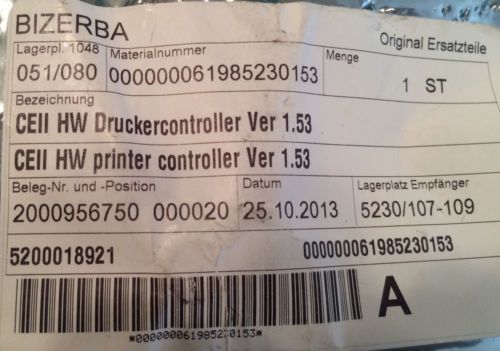 BIZERBA
Original Ersatzteile
Lagerpl. 1048 Materialnummer Menge
051/080 000000061985230153 1 ST
Bezeichnung
CEII HW Druckercontroller Ver 1.53
CEII HW printer controller Ver 1.53
Beleg-Nr. und -Position Datum Lagerplatz Empfänger
2000956750 000020 25.10.2013 5230/107-109
5200018921 000000061985230153
A
*000000061985230153*